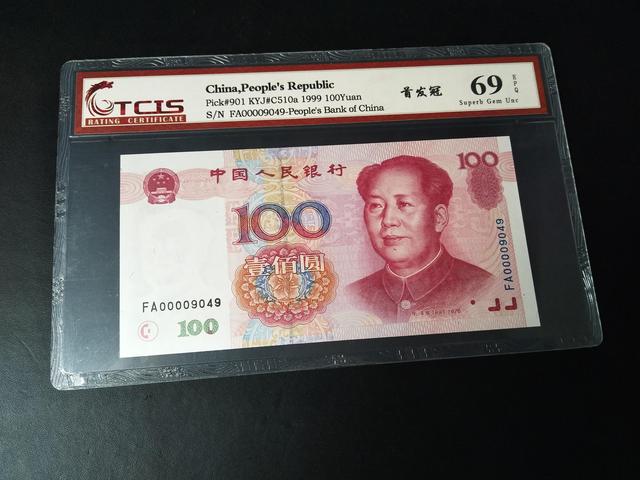 TCIS
RATING CERTIFICATE
China,People's Republic
Pick#901 KYJ#C510a 1999 100Yuan
S/N FA00009049-People's Bank of China
首发冠
69 EPQ
Superb Gem Unc
中国人民银行
100
100
壹佰圆
FA00009049
FA00009049
100